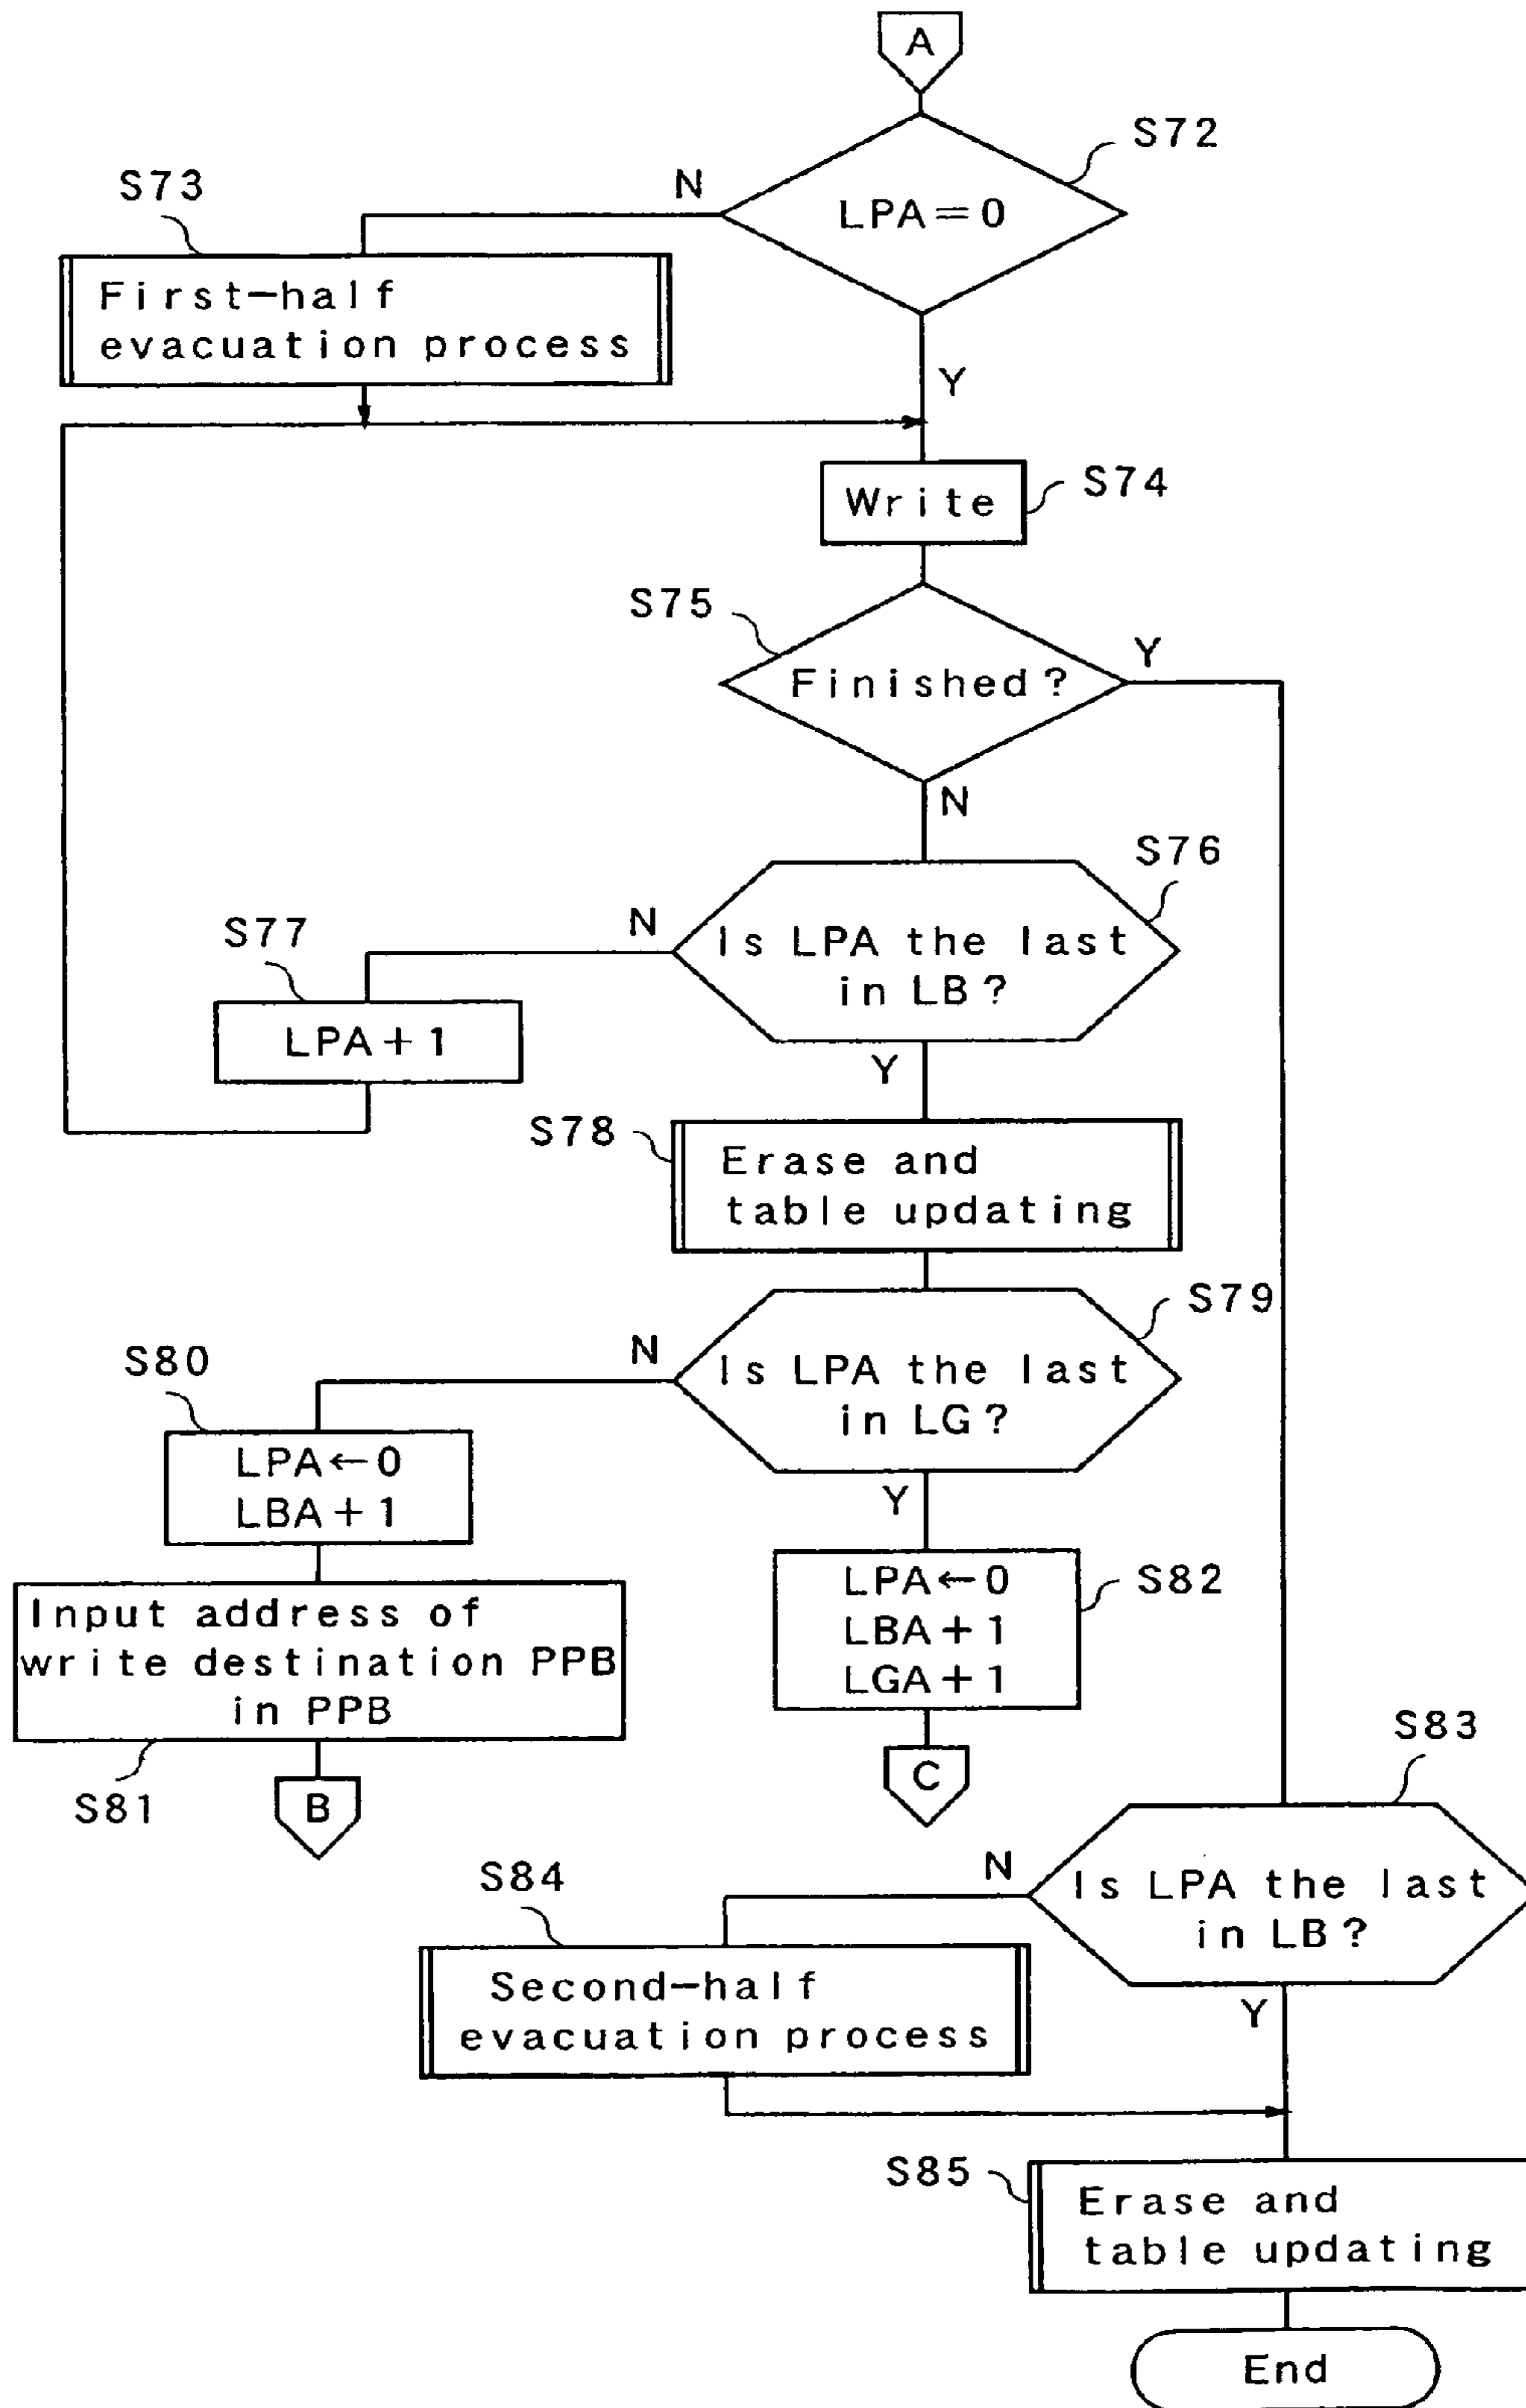 A
S72
N
LPA=0
S73
First-half
evacuation process
Y
Write
S74
S75
Finished?
Y
N
S76
N
Is LPA the last
in LB?
S77
LPA+1
Y
S78
Erase and
table updating
S79
N
Is LPA the last
in LG?
S80
LPA←0
LBA+1
Y
Input address of
write destination PPB
in PPB
S81
B
LPA←0
LBA+1
LGA+1
S82
C
S83
N
Is LPA the last
in LB?
S84
Second-half
evacuation process
Y
S85
Erase and
table updating
End